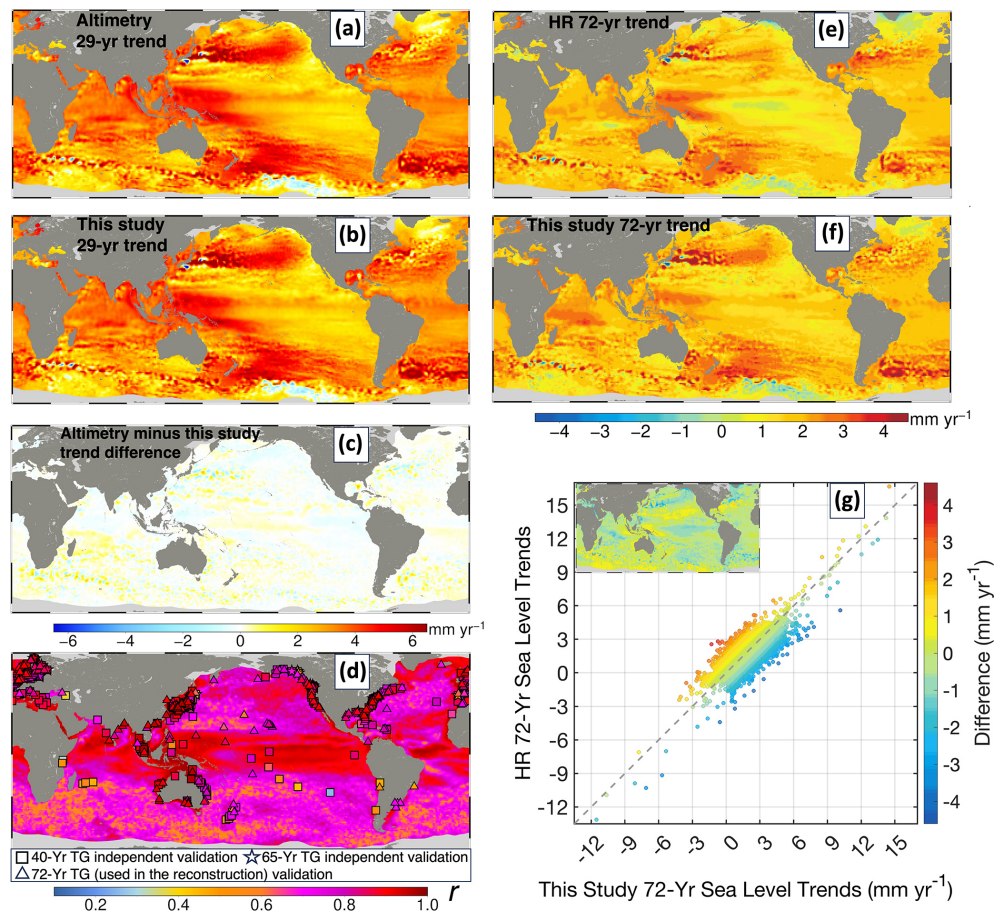 Altimetry
29-yr trend
(a)
HR 72-yr trend
(e)
This study
29-yr trend
(b)
This study 72-yr trend
(f)
−4 −3 −2 −1 0 1 2 3 4 mm yr⁻¹
Altimetry minus this study
trend difference
(c)
−6 −4 −2 0 2 4 6 mm yr⁻¹
(d)
40-Yr TG independent validation 65-Yr TG independent validation
72-Yr TG (used in the reconstruction) validation
0.2 0.4 0.6 0.8 1.0 r
(g)
HR 72-Yr Sea Level Trends
15
12
9
6
3
0
-3
-6
-9
-12
-12 -9 -6 -3 0 3 6 9 12 15
This Study 72-Yr Sea Level Trends (mm yr⁻¹)
4
3
2
1
0
-1
-2
-3
-4
Difference (mm yr⁻¹)